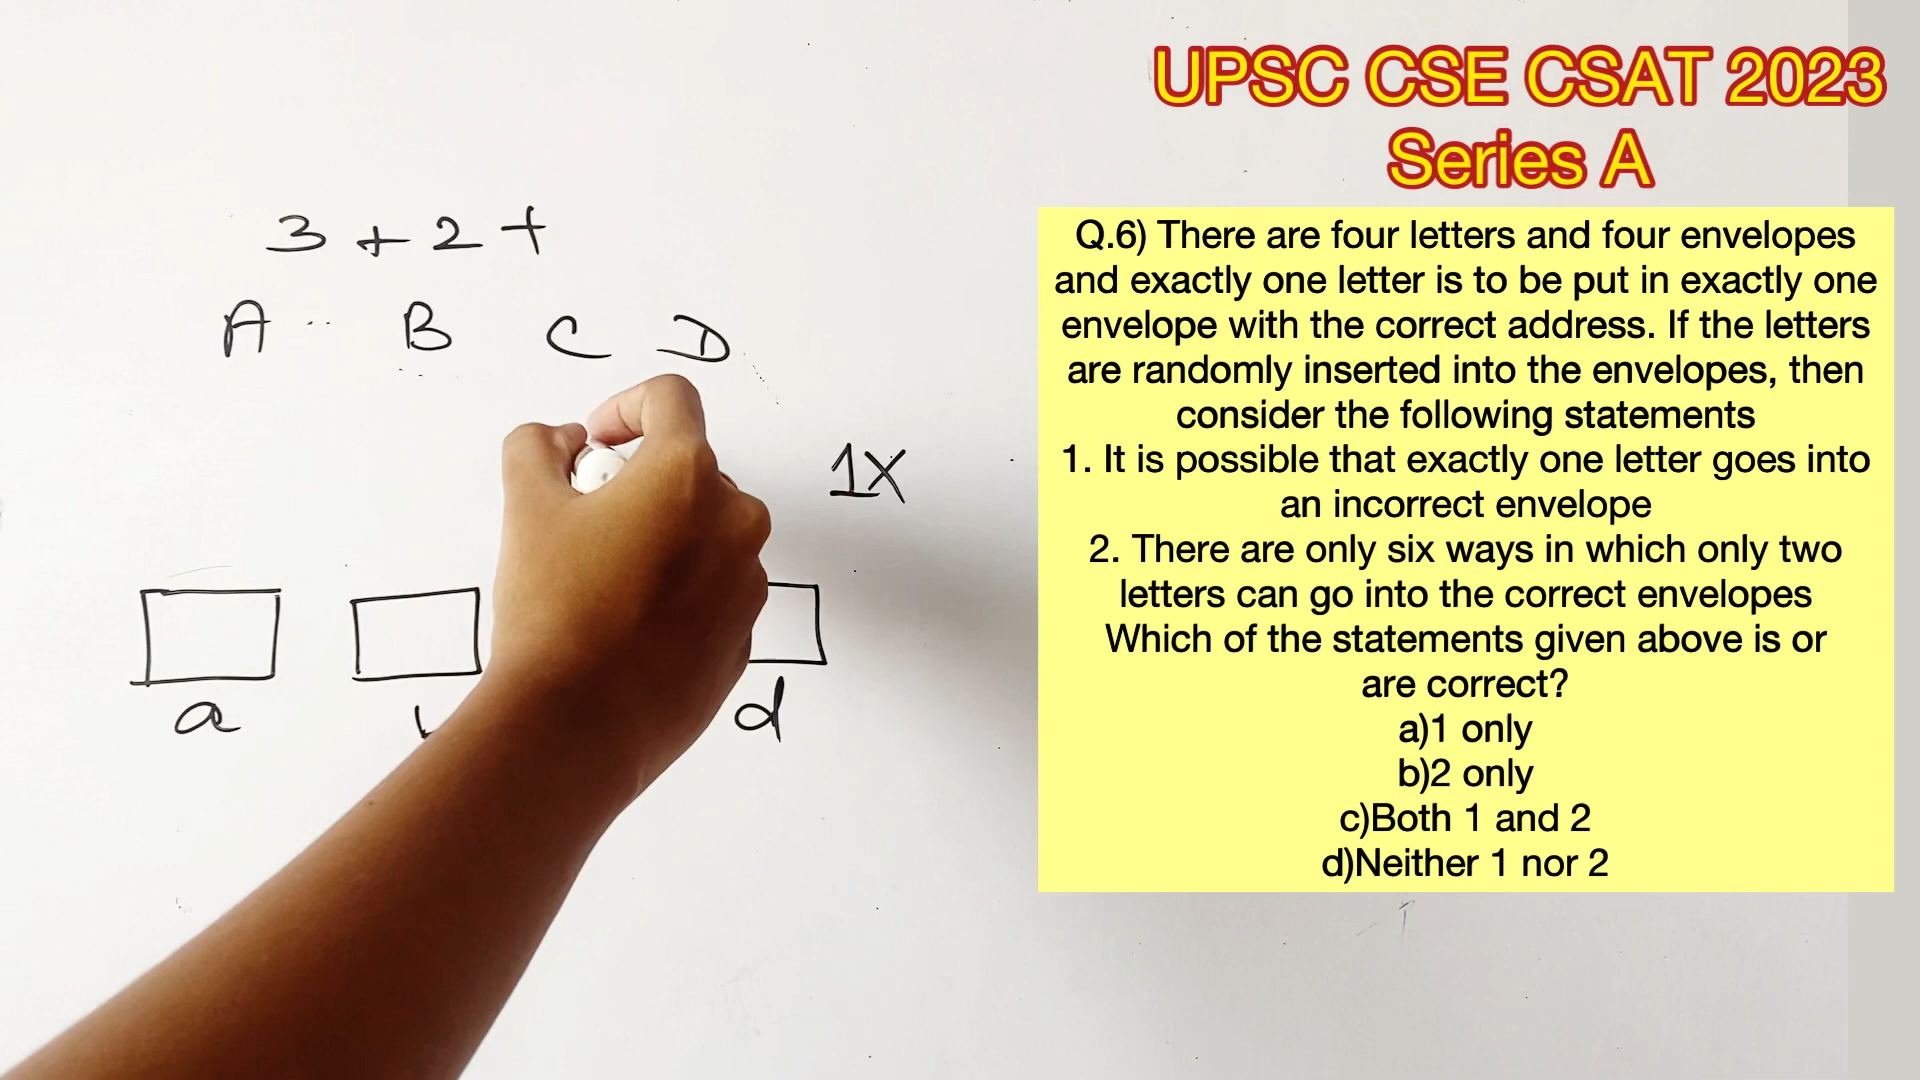 UPSC CSE CSAT 2023
Series A
3 + 2 +
A B C D
1X
a d
Q.6) There are four letters and four envelopes
and exactly one letter is to be put in exactly one
envelope with the correct address. If the letters
are randomly inserted into the envelopes, then
consider the following statements
1. It is possible that exactly one letter goes into
an incorrect envelope
2. There are only six ways in which only two
letters can go into the correct envelopes
Which of the statements given above is or
are correct?
a)1 only
b)2 only
c)Both 1 and 2
d)Neither 1 nor 2